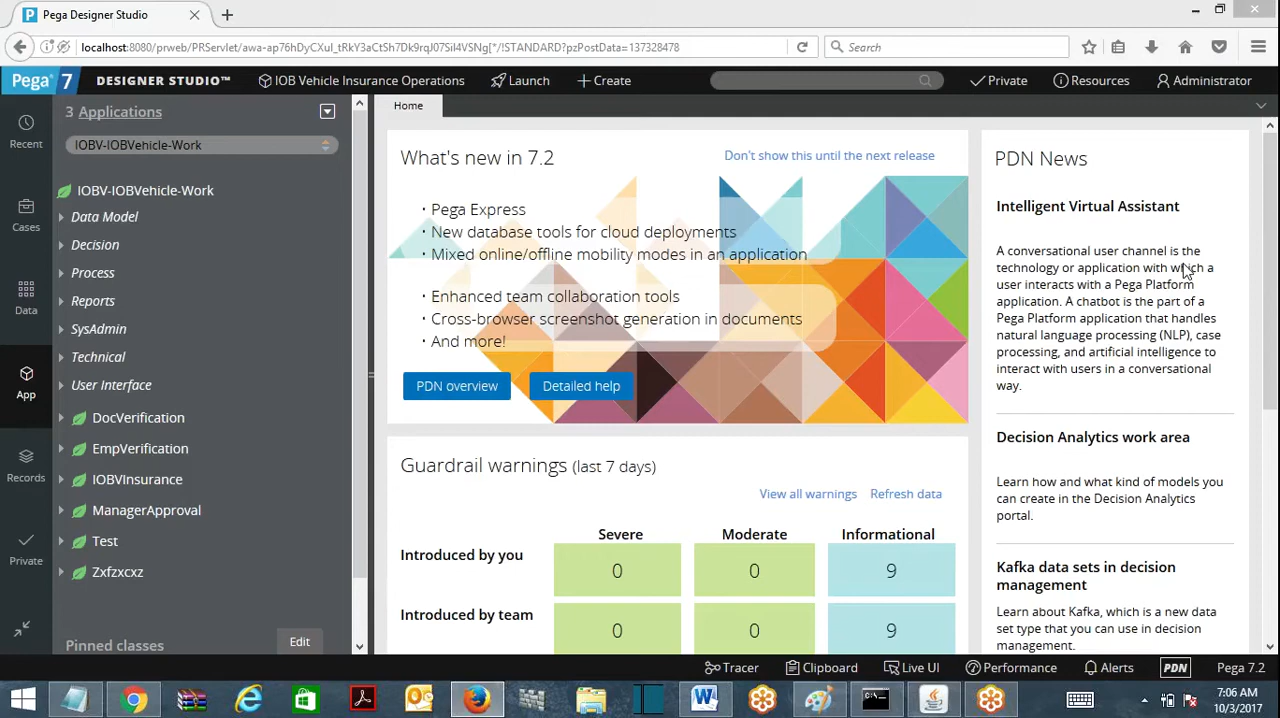 Pega Designer Studio
localhost:8080/prweb/PRServlet/awa-ap76hDyCXuI_tRkY3aCtSh7Dk9rqJ07Sil4VSNg[*/!STANDARD?pzPostData=137328478
Search
Pega 7
DESIGNER STUDIO™
IOB Vehicle Insurance Operations
Launch
Create
Private
Resources
Administrator
Recent
Cases
Data
App
Records
Private
3 Applications
IOBV-IOBVehicle-Work
IOBV-IOBVehicle-Work
Data Model
Decision
Process
Reports
SysAdmin
Technical
User Interface
DocVerification
EmpVerification
IOBVInsurance
ManagerApproval
Test
Zxfzxcxz
Pinned classes
Edit
Home
What's new in 7.2
Don't show this until the next release
· Pega Express
· New database tools for cloud deployments
· Mixed online/offline mobility modes in an application
· Enhanced team collaboration tools
· Cross-browser screenshot generation in documents
· And more!
PDN overview
Detailed help
Guardrail warnings (last 7 days)
View all warnings
Refresh data
Severe Moderate Informational
Introduced by you 0 0 9
Introduced by team 0 0 9
PDN News
Intelligent Virtual Assistant
A conversational user channel is the
technology or application with which a
user interacts with a Pega Platform
application. A chatbot is the part of a
Pega Platform application that handles
natural language processing (NLP), case
processing, and artificial intelligence to
interact with users in a conversational
way.
Decision Analytics work area
Learn how and what kind of models you
can create in the Decision Analytics
portal.
Kafka data sets in decision
management
Learn about Kafka, which is a new data
set type that you can use in decision
management.
Tracer
Clipboard
Live UI
Performance
Alerts
PDN
Pega 7.2
7:06 AM
10/3/2017